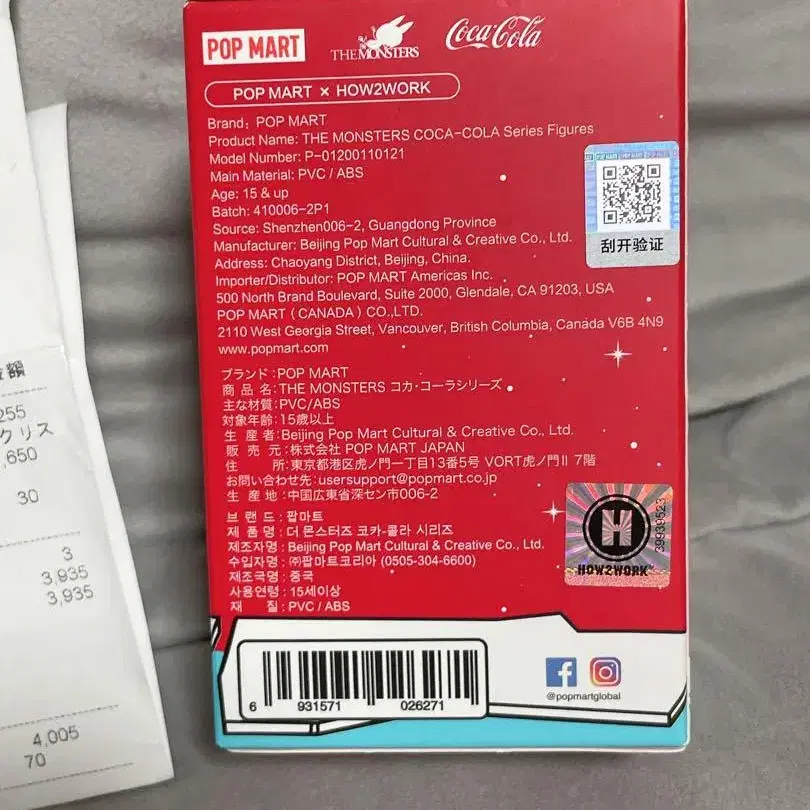 POP MART
THE MONSTERS
Coca-Cola
POP MART × HOW2WORK
Brand: POP MART
Product Name: THE MONSTERS COCA-COLA Series Figures
Model Number: P-01200110121
Main Material: PVC / ABS
Age: 15 & up
Batch: 410006-2P1
Source: Shenzhen006-2, Guangdong Province
Manufacturer: Beijing Pop Mart Cultural & Creative Co., Ltd.
Address: Chaoyang District, Beijing, China.
Importer/Distributor: POP MART Americas Inc.
500 North Brand Boulevard, Suite 2000, Glendale, CA 91203, USA
POP MART (CANADA) CO.,LTD.
2110 West Georgia Street, Vancouver, British Columbia, Canada V6B 4N9
www.popmart.com
POP MART
刮开验证
ブランド:POP MART
商品名:THE MONSTERS コカ·コーラシリーズ
主な材質:PVC/ABS
対象年齢:15歳以上
生産者:Beijing Pop Mart Cultural & Creative Co., Ltd.
販売元:株式会社 POP MART JAPAN
住所:東京都港区虎ノ門一丁目13番5号 VORT虎ノ門II 7階
お問い合わせ先:usersupport@popmart.co.jp
生産地:中国広東省深セン市006-2
브랜드:팝마트
제품명:더 몬스터즈 코카-콜라 시리즈
제조자명:Beijing Pop Mart Cultural & Creative Co., Ltd.
수입자명:㈜팝마트코리아 (0505-304-6600)
제조국명:중국
사용연령:15세이상
재질:PVC / ABS
H
HOW2WORK
39939523
6 931571 026271
@popmartglobal
額
255
クリス
,650
30
3
3,935
3,935
4,005
70